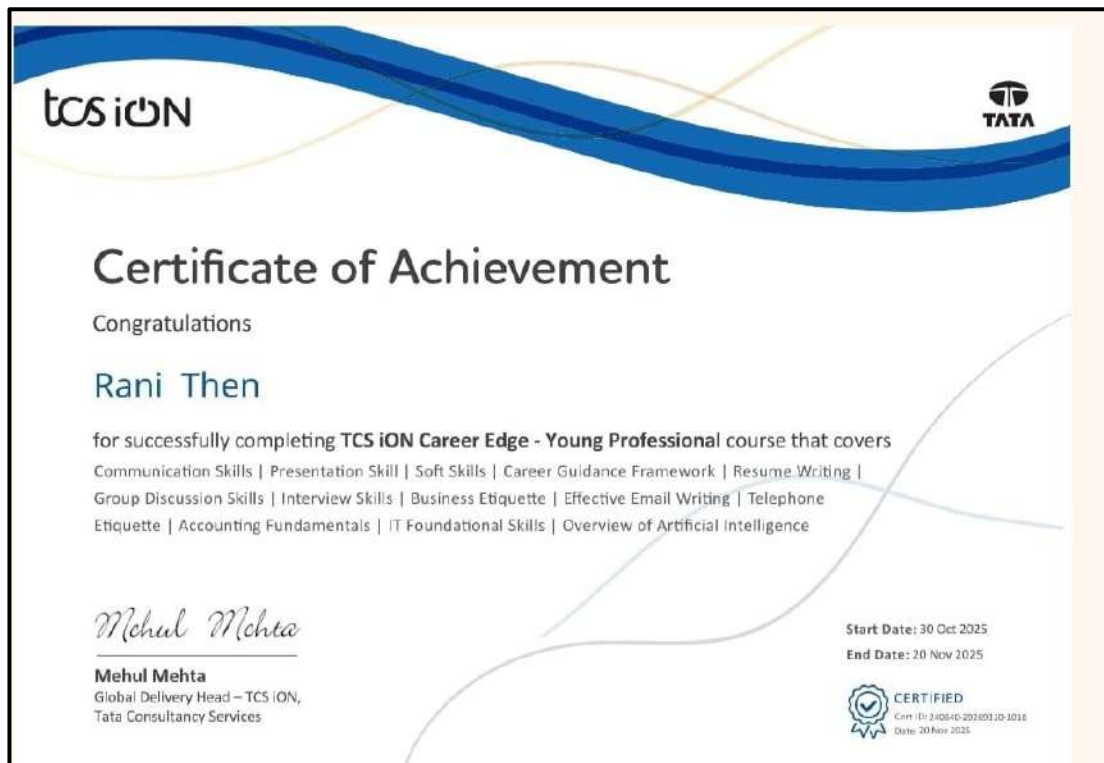 tcs iON
TATA
Certificate of Achievement
Congratulations
Rani Then
for successfully completing TCS iON Career Edge - Young Professional course that covers
Communication Skills | Presentation Skill | Soft Skills | Career Guidance Framework | Resume Writing |
Group Discussion Skills | Interview Skills | Business Etiquette | Effective Email Writing | Telephone
Etiquette | Accounting Fundamentals | IT Foundational Skills | Overview of Artificial Intelligence
Mehul Mehta
Mehul Mehta
Global Delivery Head – TCS iON,
Tata Consultancy Services
Start Date: 30 Oct 2025
End Date: 20 Nov 2025
CERTIFIED
Cert ID:
Date: 20 Nov 2025